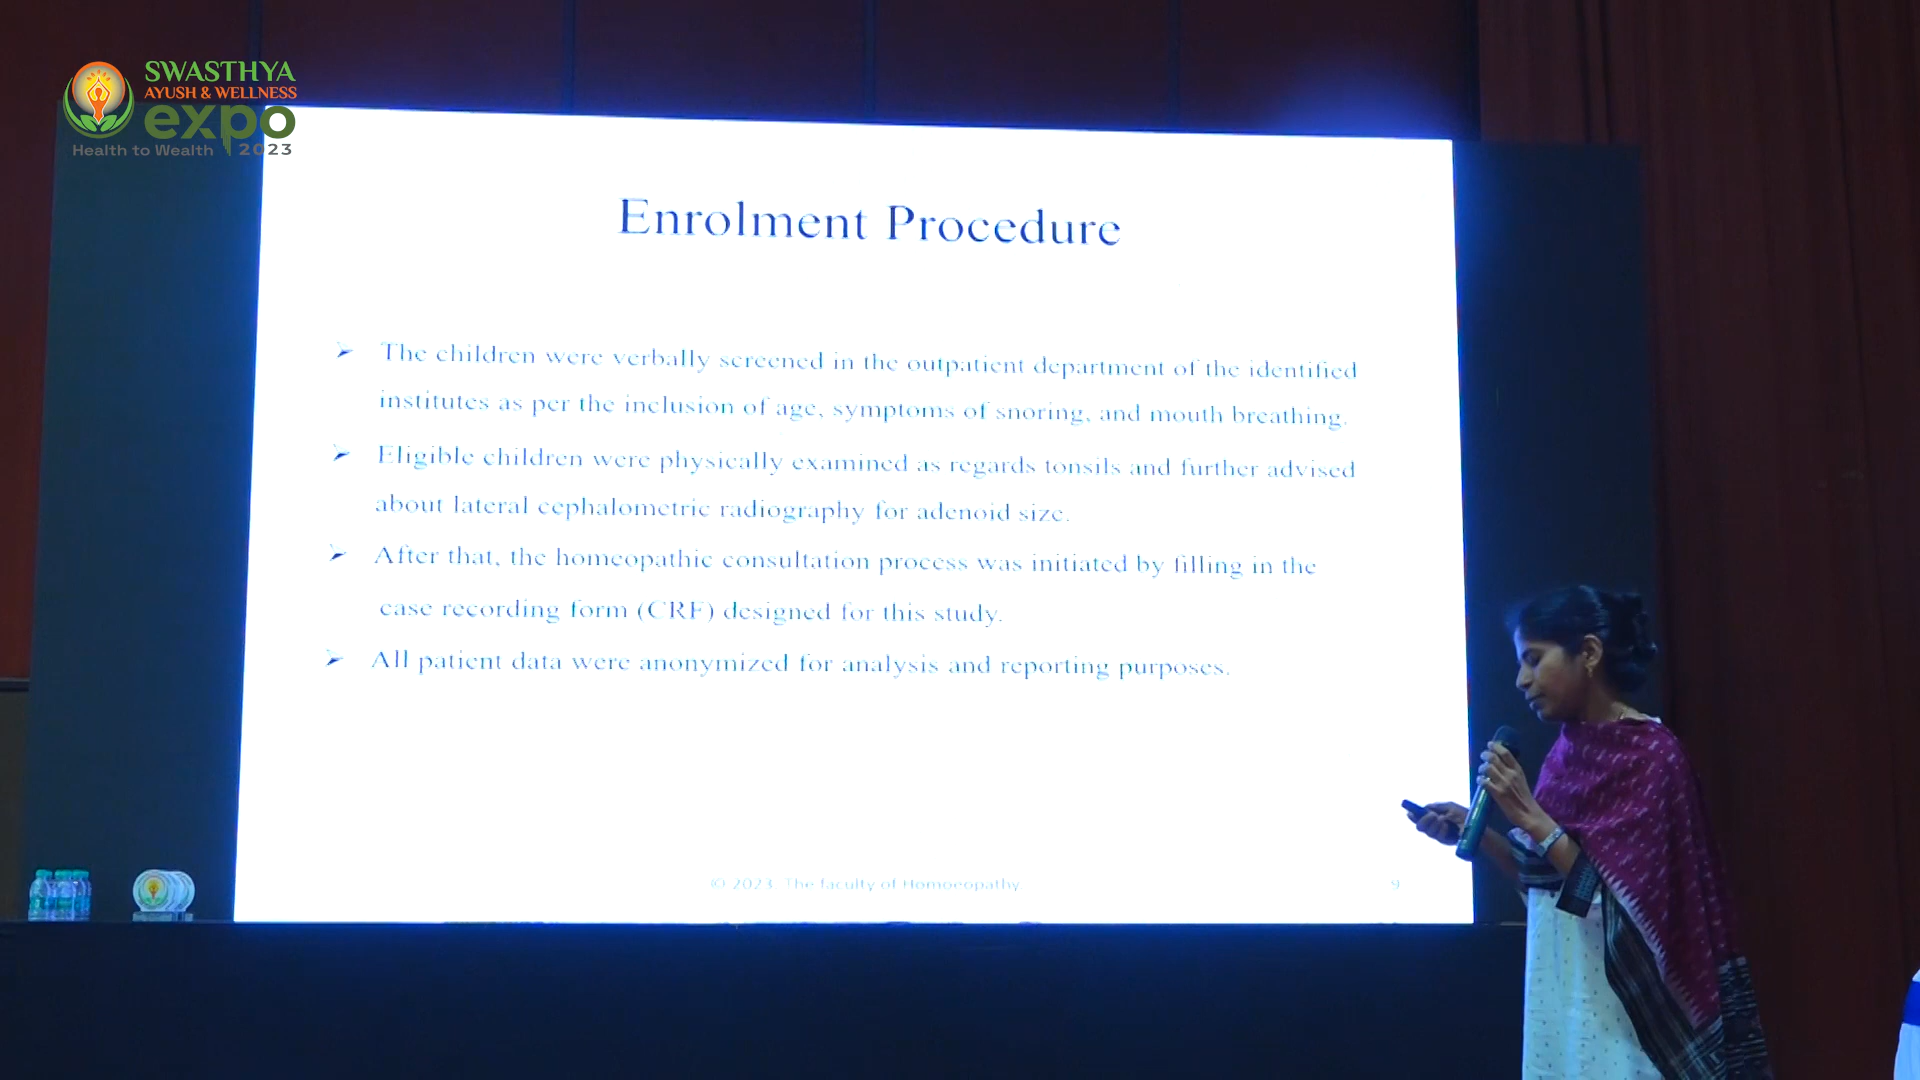 SWASTHYA
AYUSH & WELLNESS
expo
Health to Wealth 2023
Enrolment Procedure
➢ The children were verbally screened in the outpatient department of the identified
institutes as per the inclusion of age, symptoms of snoring, and mouth breathing.
➢ Eligible children were physically examined as regards tonsils and further advised
about lateral cephalometric radiography for adenoid size.
➢ After that, the homeopathic consultation process was initiated by filling in the
case recording form (CRF) designed for this study.
➢ All patient data were anonymized for analysis and reporting purposes.
© 2023. The faculty of Homoeopathy
9